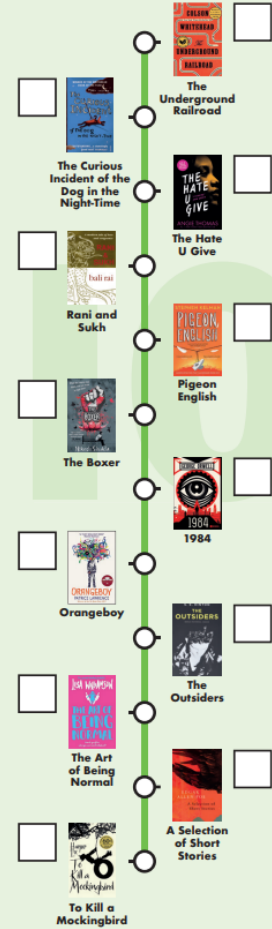 COLSON
WHITEHEAD
THE
UNDERGROUND
RAILROAD
The
Underground
Railroad
The Curious
Incident of the
Dog in the
Night-Time
THE
HATE
U
GIVE
ANGIE THOMAS
The Hate
U Give
bali rai
Rani and
Sukh
STEPHEN KELMAN
PIGEON
ENGLISH
Pigeon
English
THE
BOXER
Nikesh Shukla
The Boxer
GEORGE ORWELL
1984
1984
ORANGEBOY
PATRICE LAWRENCE
Orangeboy
THE
OUTSIDERS
The
Outsiders
LISA WILLIAMSON
THE ART OF
BEING
NORMAL
The Art
of Being
Normal
A Selection
of Short
Stories
Harper
Lee
To
Kill a
Mockingbird
To Kill a
Mockingbird
10